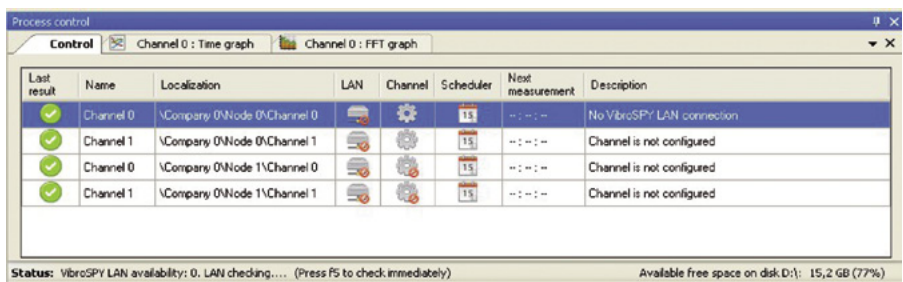 Process control
Control Channel 0 : Time graph Channel 0 : FFT graph
Last result Name Localization LAN Channel Scheduler Next measurement Description
Channel 0 \Company 0\Node 0\Channel 0 15 -- : -- : -- No VibroSPY LAN connection
Channel 1 \Company 0\Node 0\Channel 1 15 -- : -- : -- Channel is not configured
Channel 0 \Company 0\Node 1\Channel 0 15 -- : -- : -- Channel is not configured
Channel 1 \Company 0\Node 1\Channel 1 15 -- : -- : -- Channel is not configured
Status: VibroSPY LAN availability: 0. LAN checking.... (Press f5 to check immediately) Available free space on disk D:\: 15,2 GB (77%)